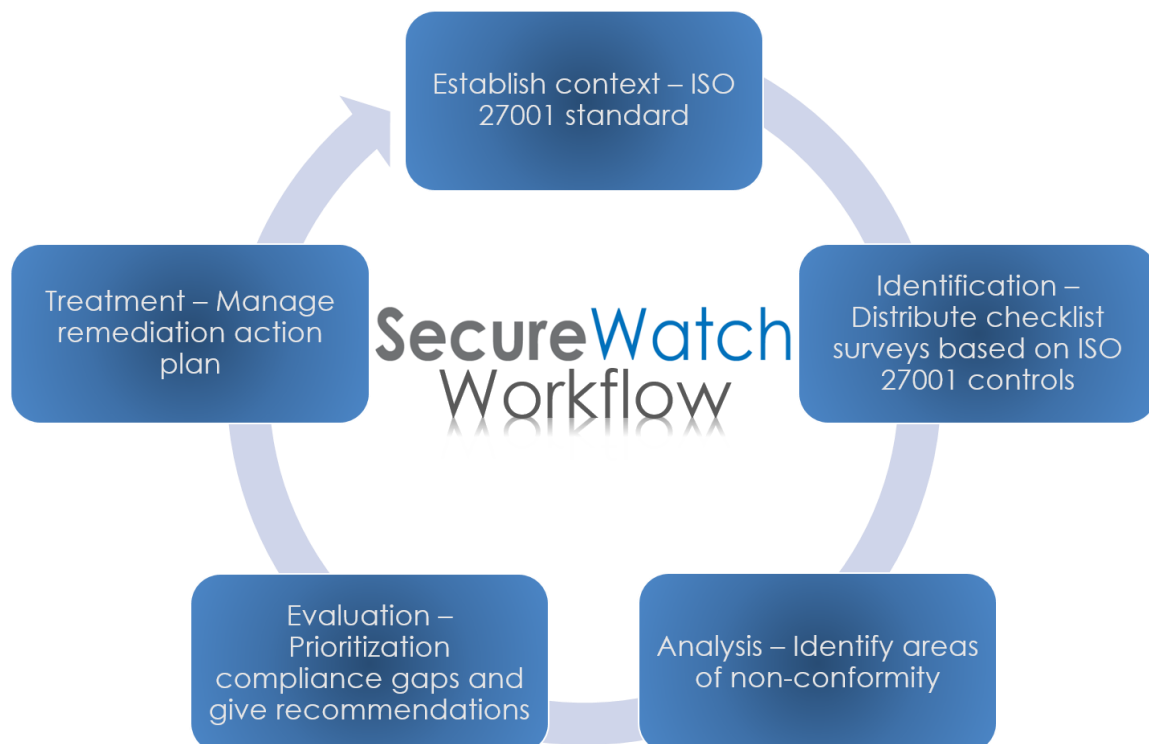 Establish context – ISO
27001 standard
Identification –
Distribute checklist
surveys based on ISO
27001 controls
Analysis – Identify areas
of non-conformity
Evaluation –
Prioritization
compliance gaps and
give recommendations
Treatment – Manage
remediation action
plan
SecureWatch
Workflow